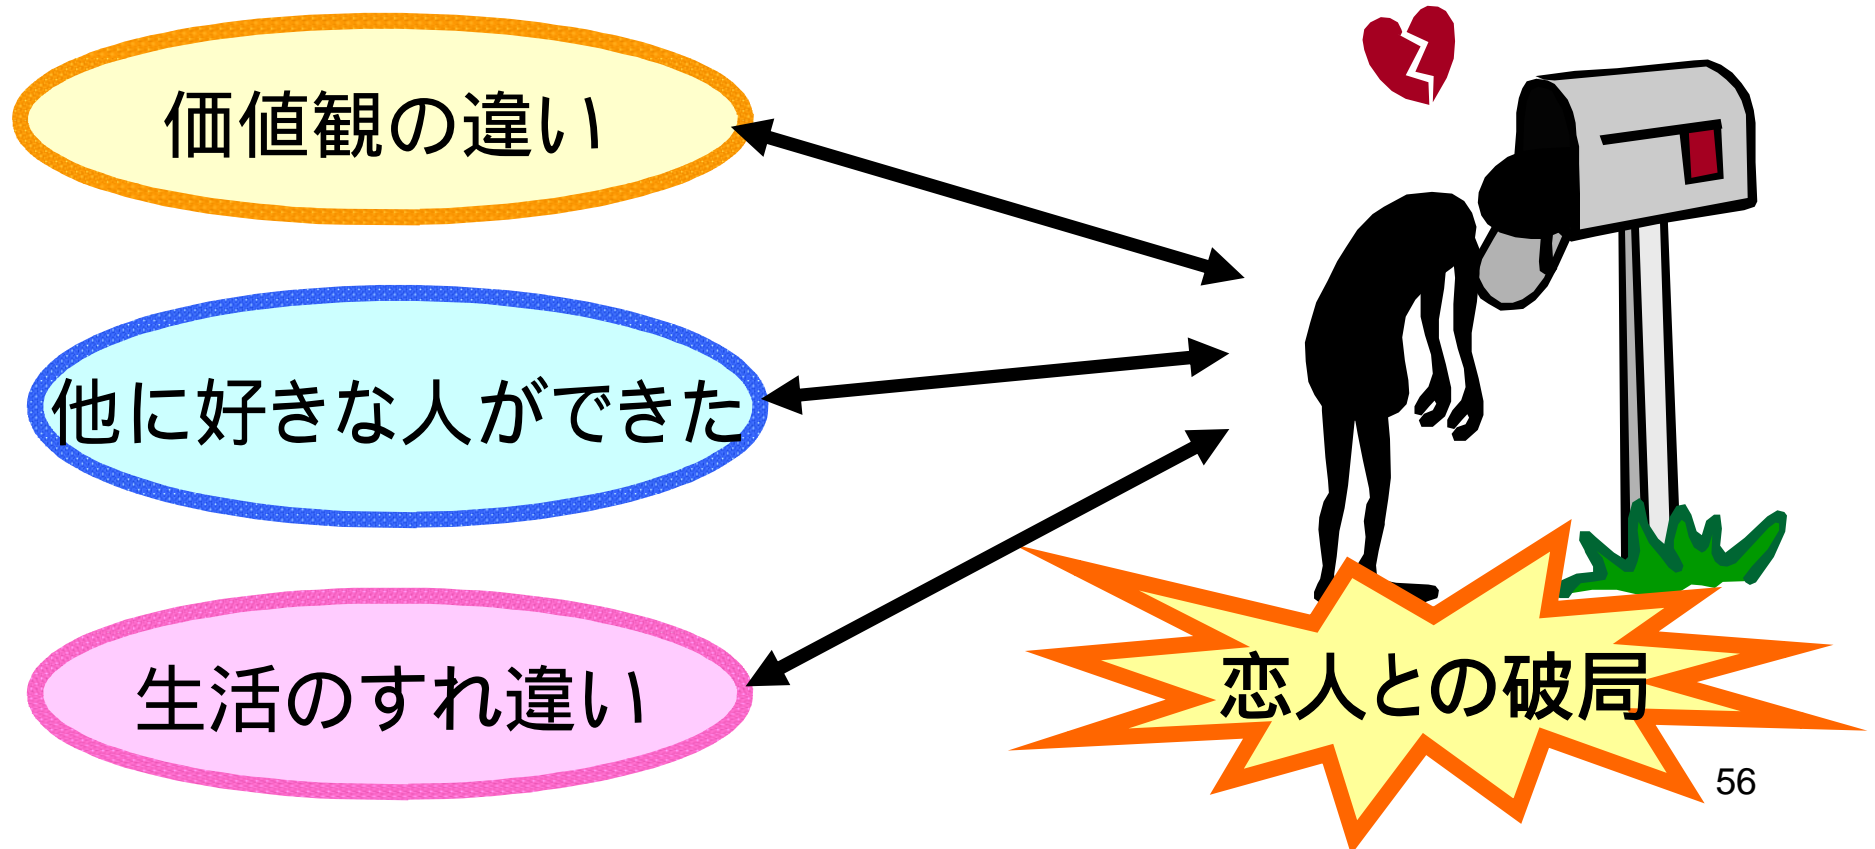 価値観の違い
他に好きな人ができた
生活のすれ違い
恋人との破局
56